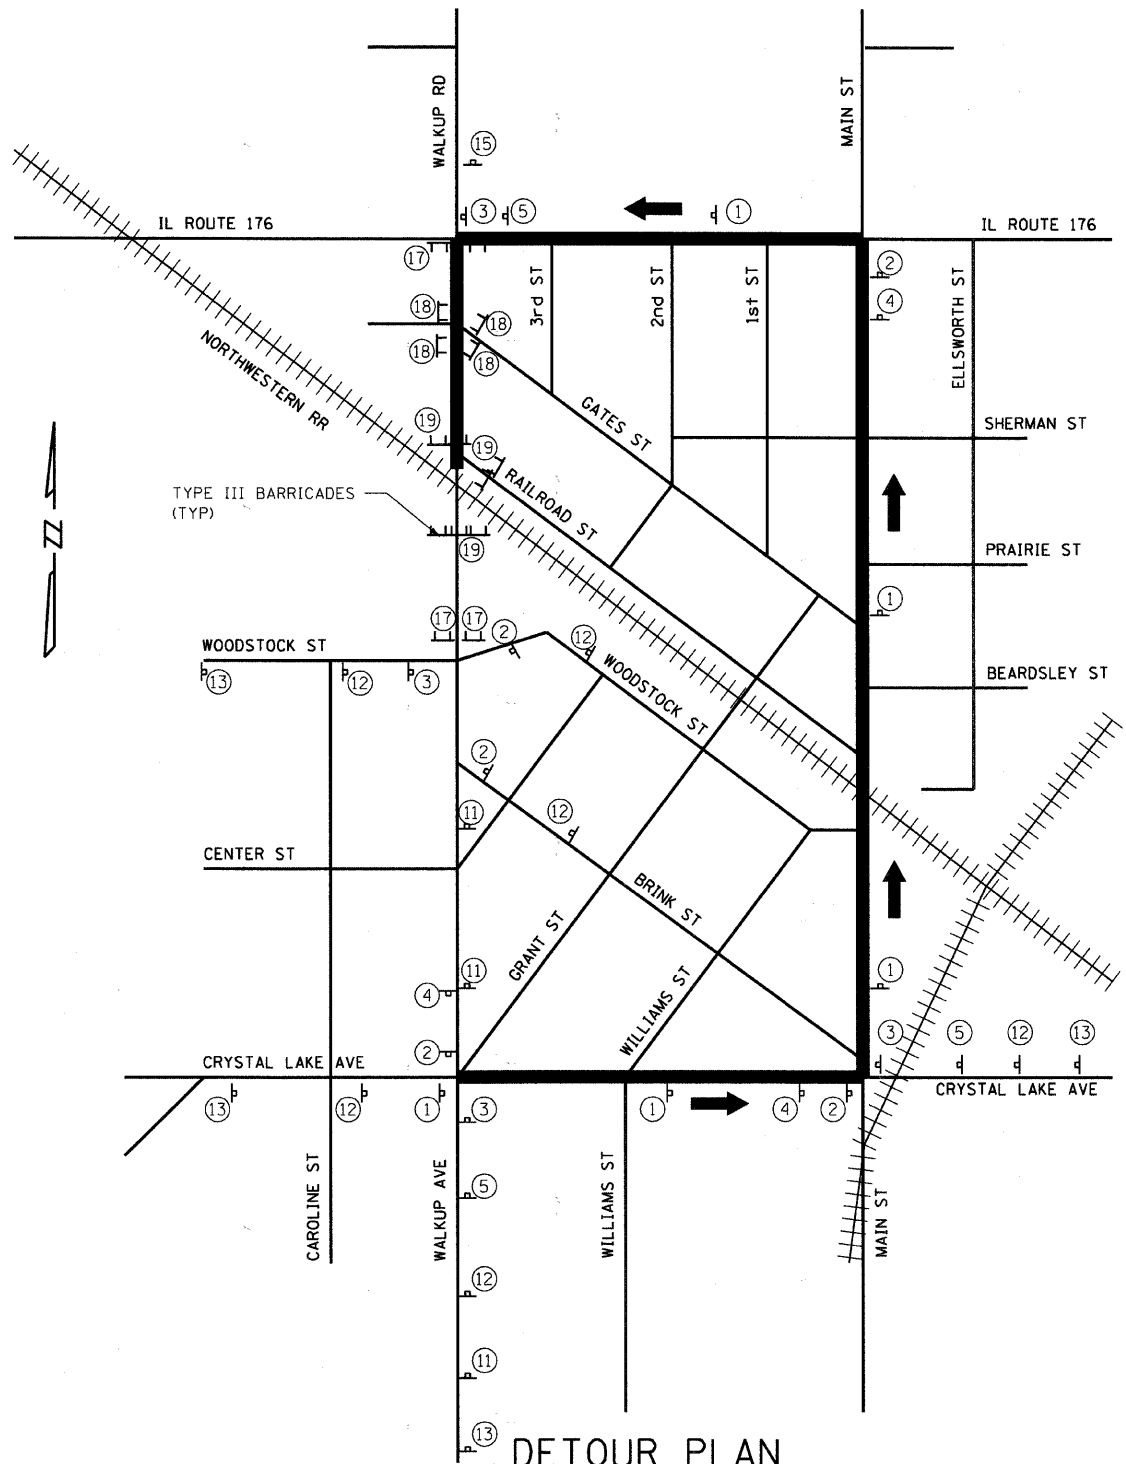 WALKUP RD
MAIN ST
15
3
5
1
IL ROUTE 176
IL ROUTE 176
17
2
18
4
18
3rd ST
2nd ST
1st ST
ELLSWORTH ST
18
18
NORTHWESTERN RR
GATES ST
19
19
SHERMAN ST
RAILROAD ST
TYPE III BARRICADES
(TYP)
N
19
PRAIRIE ST
1
17
17
2
12
WOODSTOCK ST
WOODSTOCK ST
13
12
3
BEARDSLEY ST
2
11
12
CENTER ST
BRINK ST
GRANT ST
11
4
1
WILLIAMS ST
2
3
5
12
13
CRYSTAL LAKE AVE
CRYSTAL LAKE AVE
13
12
1
3
1
4
2
CAROLINE ST
WALKUP AVE
5
WILLIAMS ST
MAIN ST
12
11
13
DETOUR PLAN